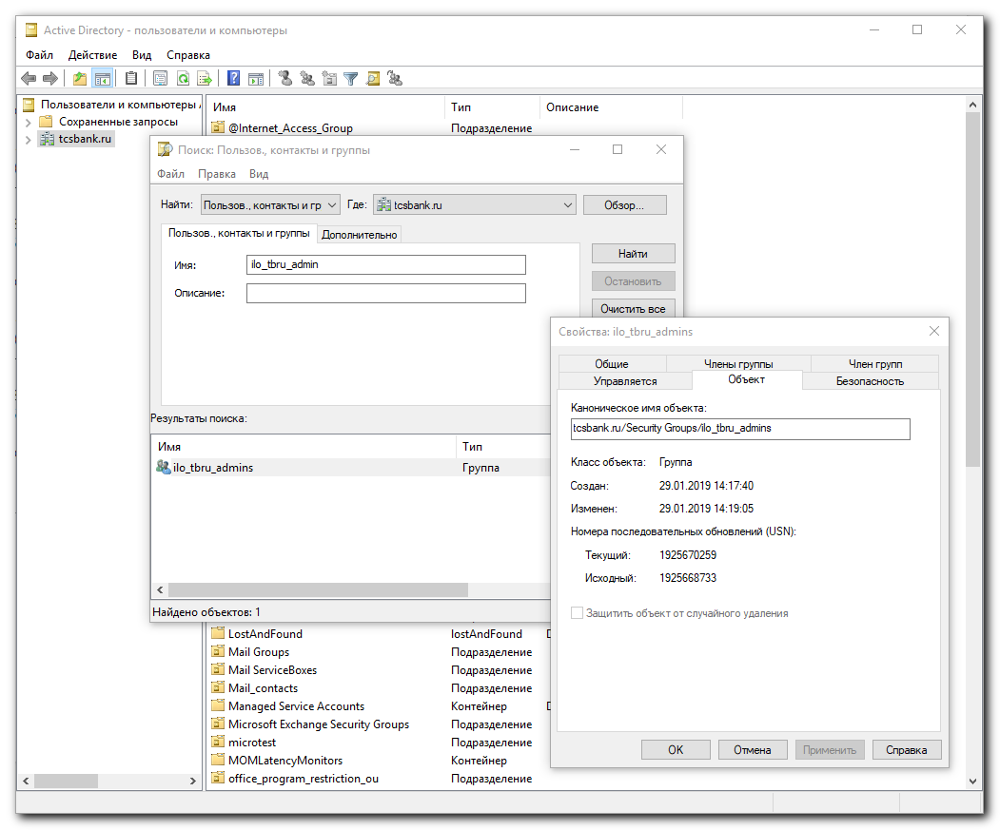 Active Directory - пользователи и компьютеры
Файл Действие Вид Справка
Пользователи и компьютеры
Сохраненные запросы
tcsbank.ru
Имя Тип Описание
@Internet_Access_Group Подразделение
Поиск: Пользов., контакты и группы
Файл Правка Вид
Найти: Пользов., контакты и гр Где: tcsbank.ru Обзор...
Пользов., контакты и группы Дополнительно
Имя: ilo_tbru_admin
Описание:
Найти
Остановить
Очистить все
Результаты поиска:
Имя Тип
ilo_tbru_admins Группа
Найдено объектов: 1
Свойства: ilo_tbru_admins
Общие Члены группы Член групп
Управляется Объект Безопасность
Каноническое имя объекта:
tcsbank.ru/Security Groups/ilo_tbru_admins
Класс объекта: Группа
Создан: 29.01.2019 14:17:40
Изменен: 29.01.2019 14:19:05
Номера последовательных обновлений (USN):
Текущий: 1925670259
Исходный: 1925668733
Защитить объект от случайного удаления
OK Отмена Применить Справка
LostAndFound lostAndFound
Mail Groups Подразделение
Mail ServiceBoxes Подразделение
Mail_contacts Подразделение
Managed Service Accounts Контейнер
Microsoft Exchange Security Groups Подразделение
microtest Подразделение
MOMLatencyMonitors Контейнер
office_program_restriction_ou Подразделение